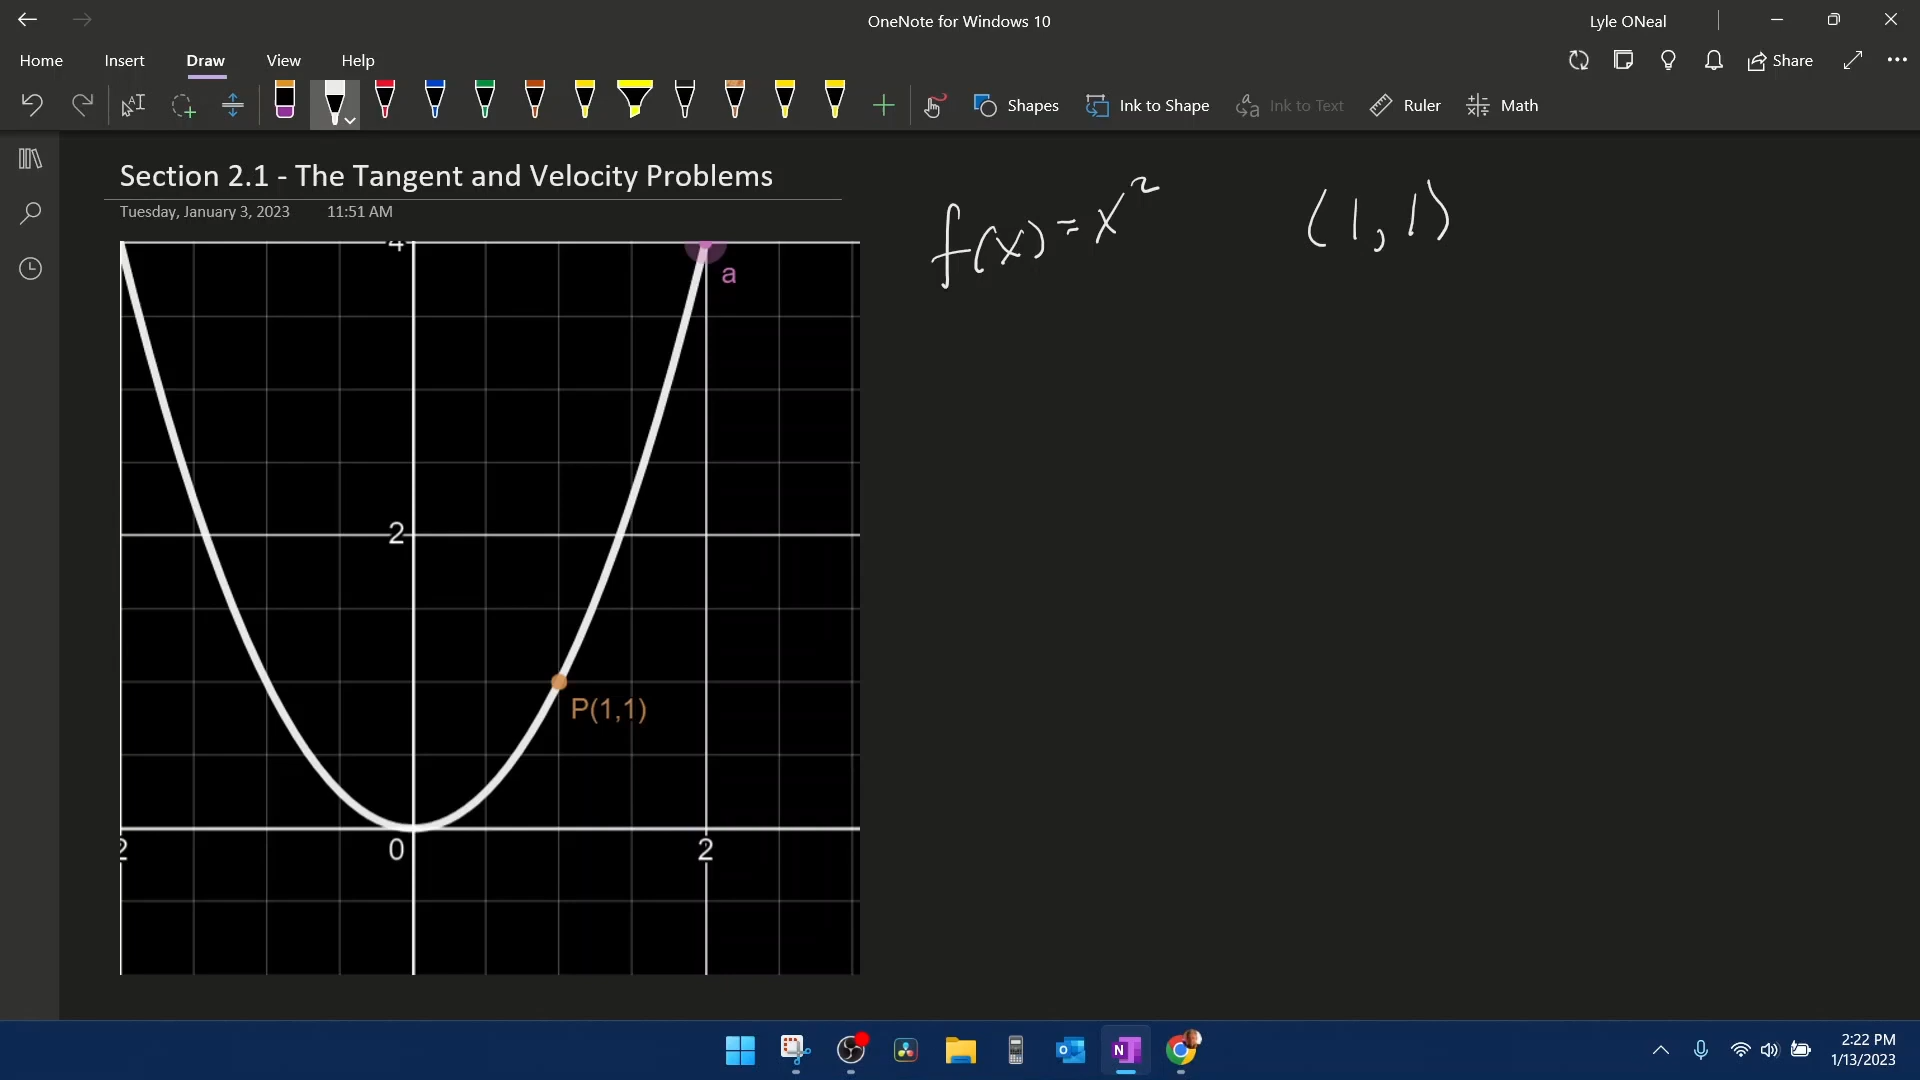 OneNote for Windows 10
Lyle ONeal
Home Insert Draw View Help
Share
Shapes Ink to Shape Ink to Text Ruler Math
Section 2.1 - The Tangent and Velocity Problems
Tuesday, January 3, 2023 11:51 AM
f(x)=x² (1,1)
4
a
2
P(1,1)
2 0 2
2:22 PM
1/13/2023